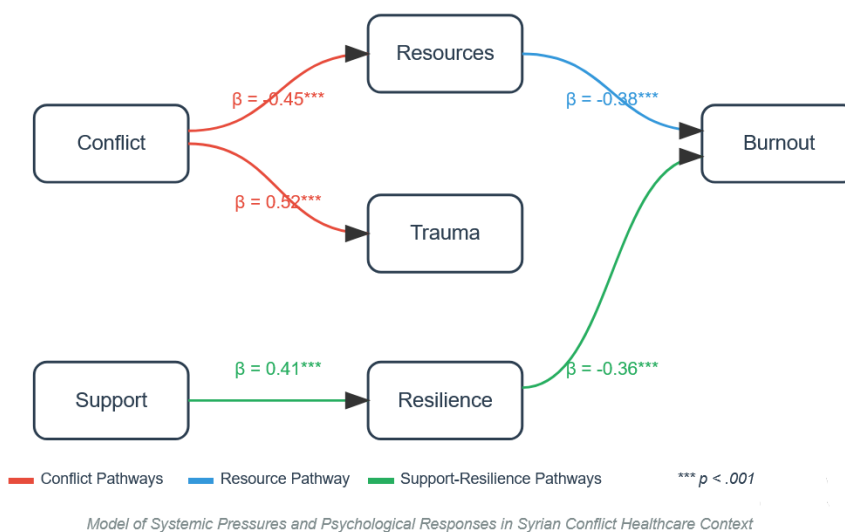 Resources
β = -0.45***
β = -0.38***
Conflict
Burnout
β = 0.52***
Trauma
β = 0.41***
β = -0.36***
Support
Resilience
Conflict Pathways Resource Pathway Support-Resilience Pathways *** p < .001
Model of Systemic Pressures and Psychological Responses in Syrian Conflict Healthcare Context